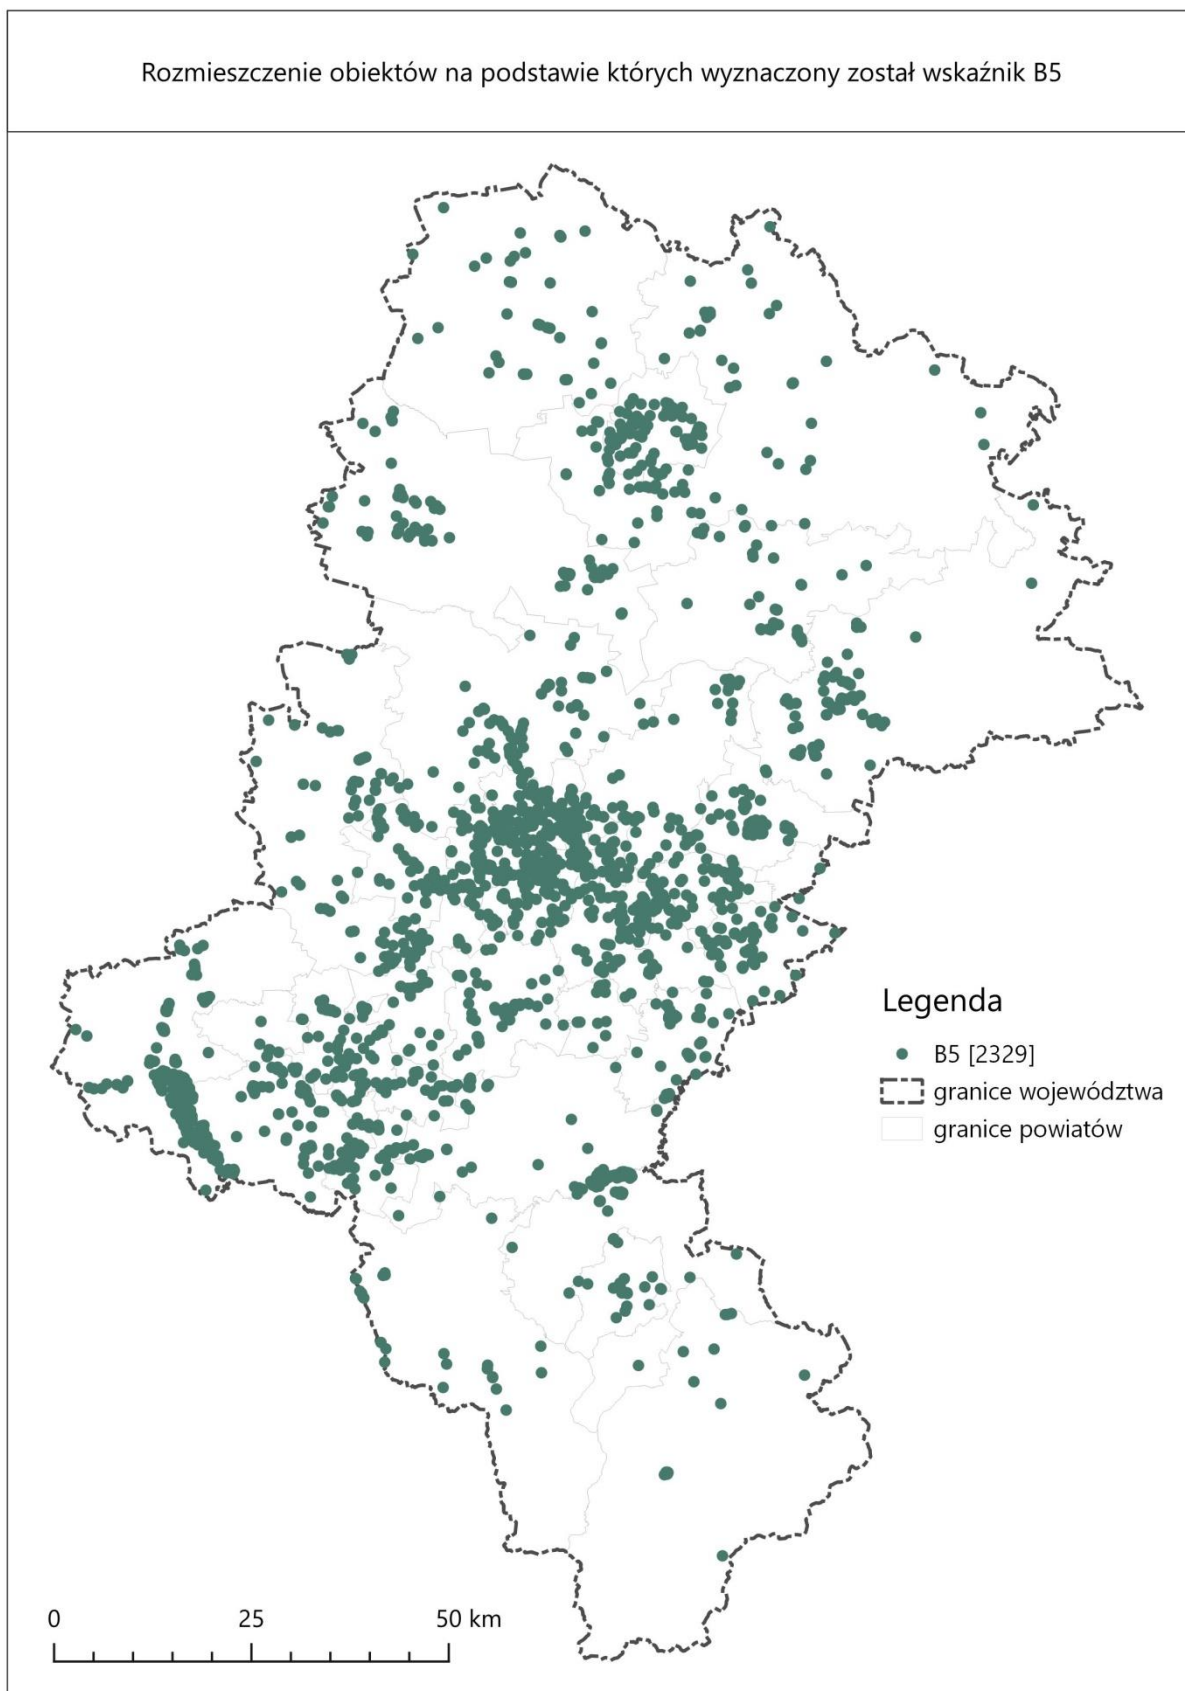 Rozmieszczenie obiektów na podstawie których wyznaczony został wskaźnik B5
Legenda
B5 [2329]
granice województwa
granice powiatów
0 25 50 km